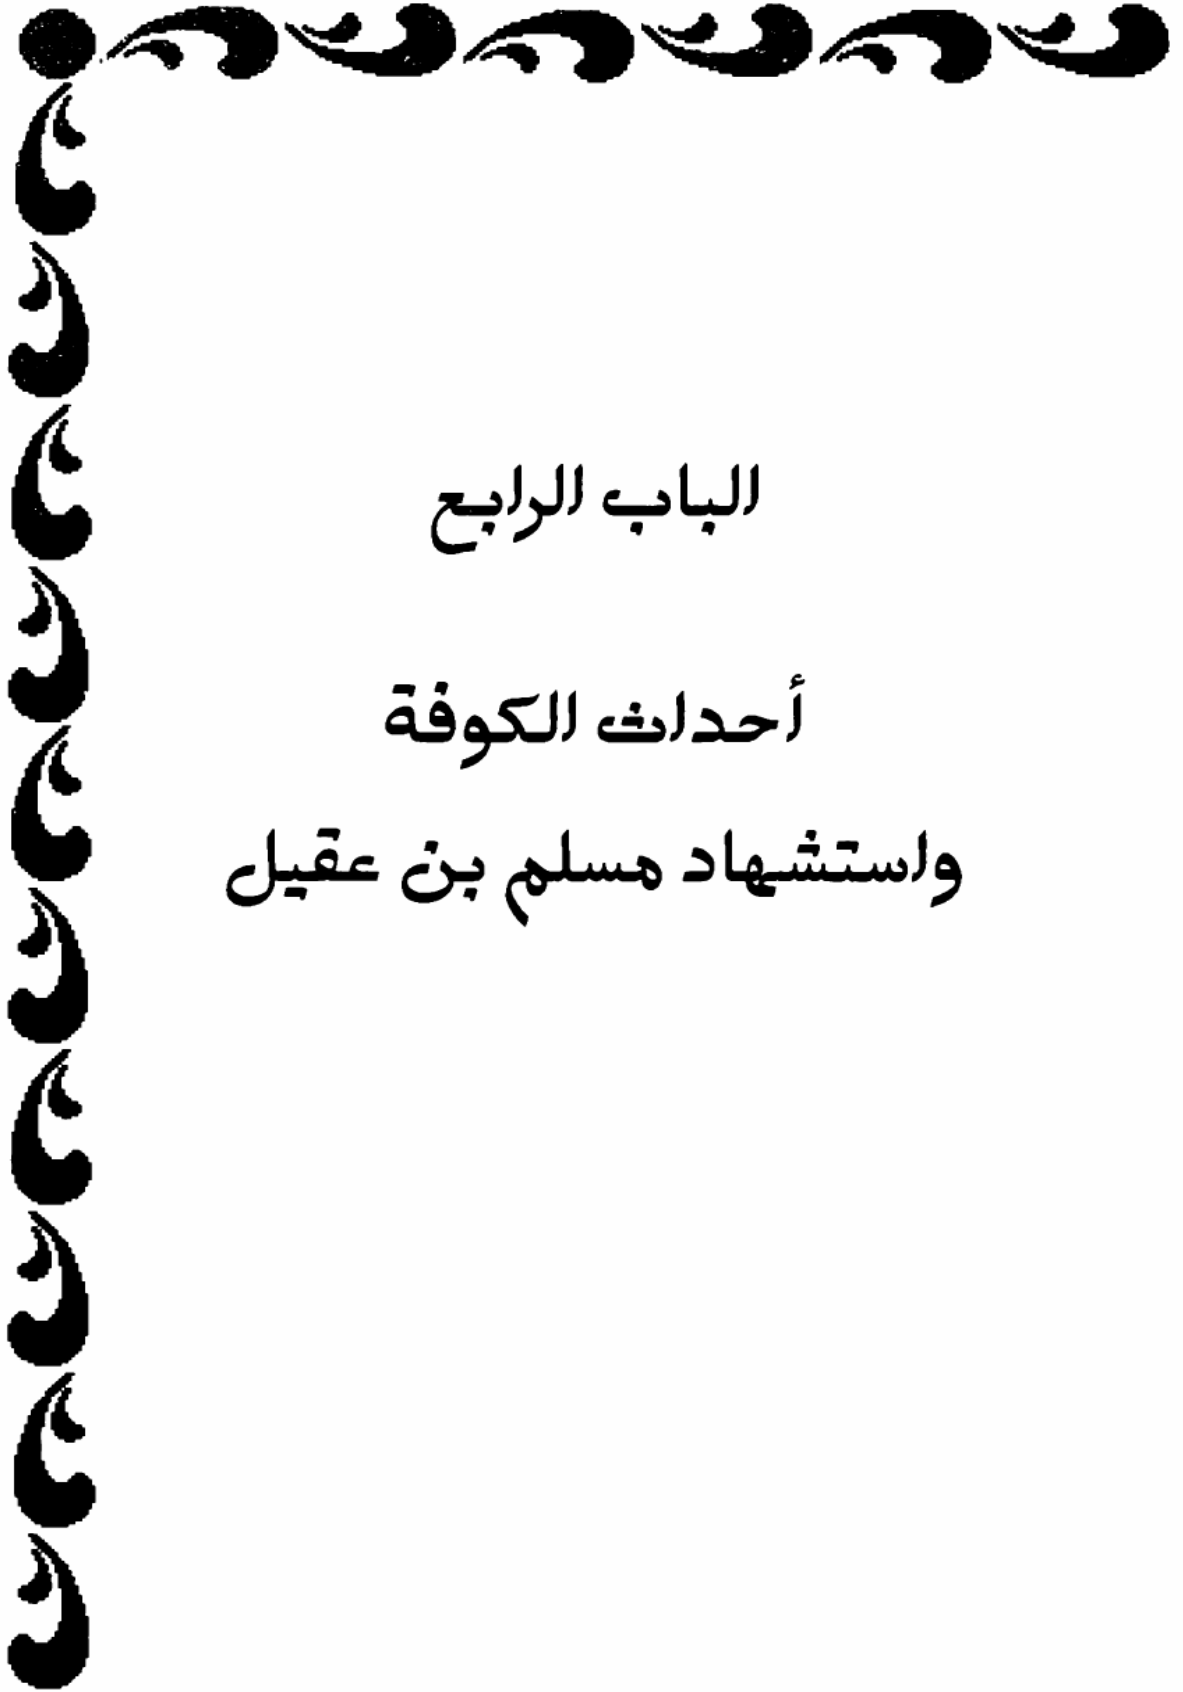 الباب الرابع
أحداث الكوفة
واستشهاد مسلم بن عقيل